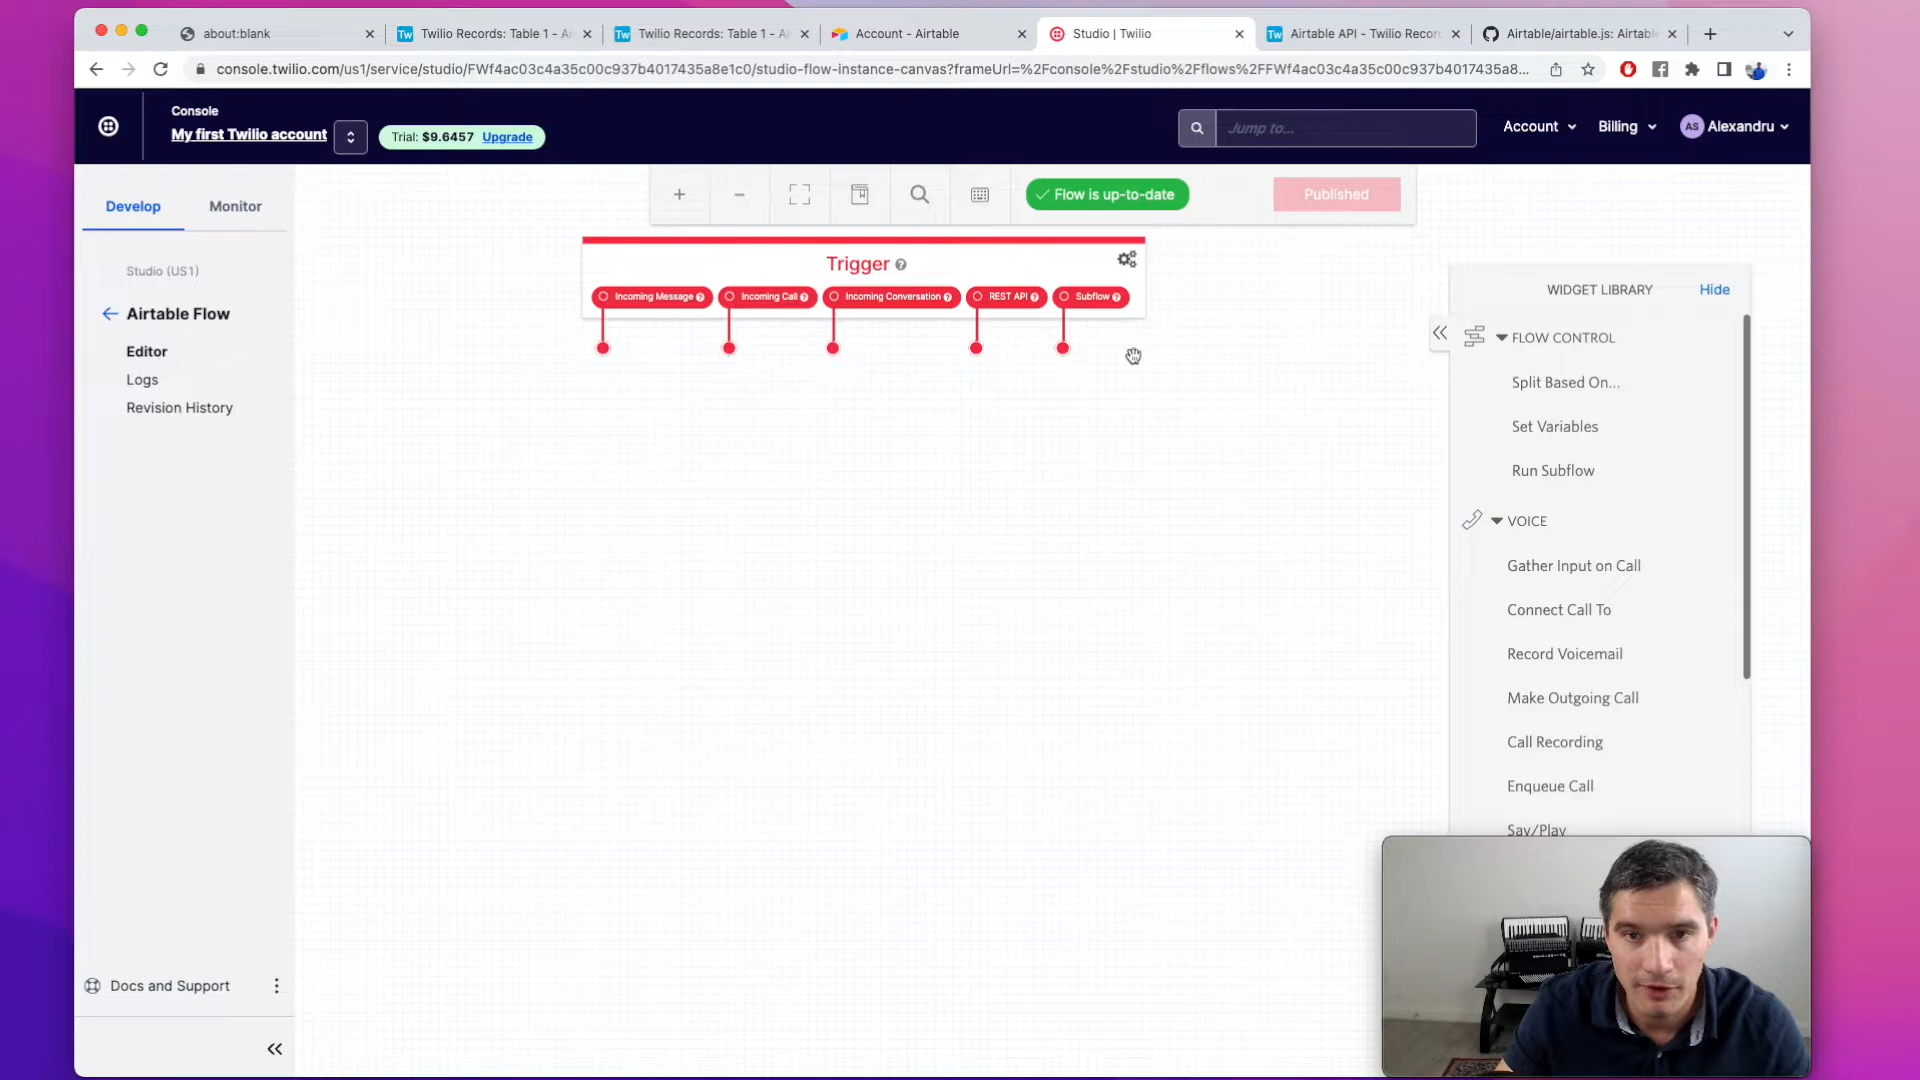 about:blank
Twilio Records: Table 1 - Ai
Twilio Records: Table 1 - Ai
Account - Airtable
Studio | Twilio
Airtable API - Twilio Recor
Airtable/airtable.js: Airtabl
console.twilio.com/us1/service/studio/FWf4ac03c4a35c00c937b4017435a8e1c0/studio-flow-instance-canvas?frameUrl=%2Fconsole%2Fstudio%2Fflows%2FFWf4ac03c4a35c00c937b4017435a8...
Console
My first Twilio account
Trial: $9.6457 Upgrade
Jump to...
Account
Billing
AS Alexandru
Develop
Monitor
Flow is up-to-date
Published
Studio (US1)
Airtable Flow
Editor
Logs
Revision History
Trigger
Incoming Message
Incoming Call
Incoming Conversation
REST API
Subflow
WIDGET LIBRARY
Hide
FLOW CONTROL
Split Based On...
Set Variables
Run Subflow
VOICE
Gather Input on Call
Connect Call To
Record Voicemail
Make Outgoing Call
Call Recording
Enqueue Call
Say/Play
Docs and Support